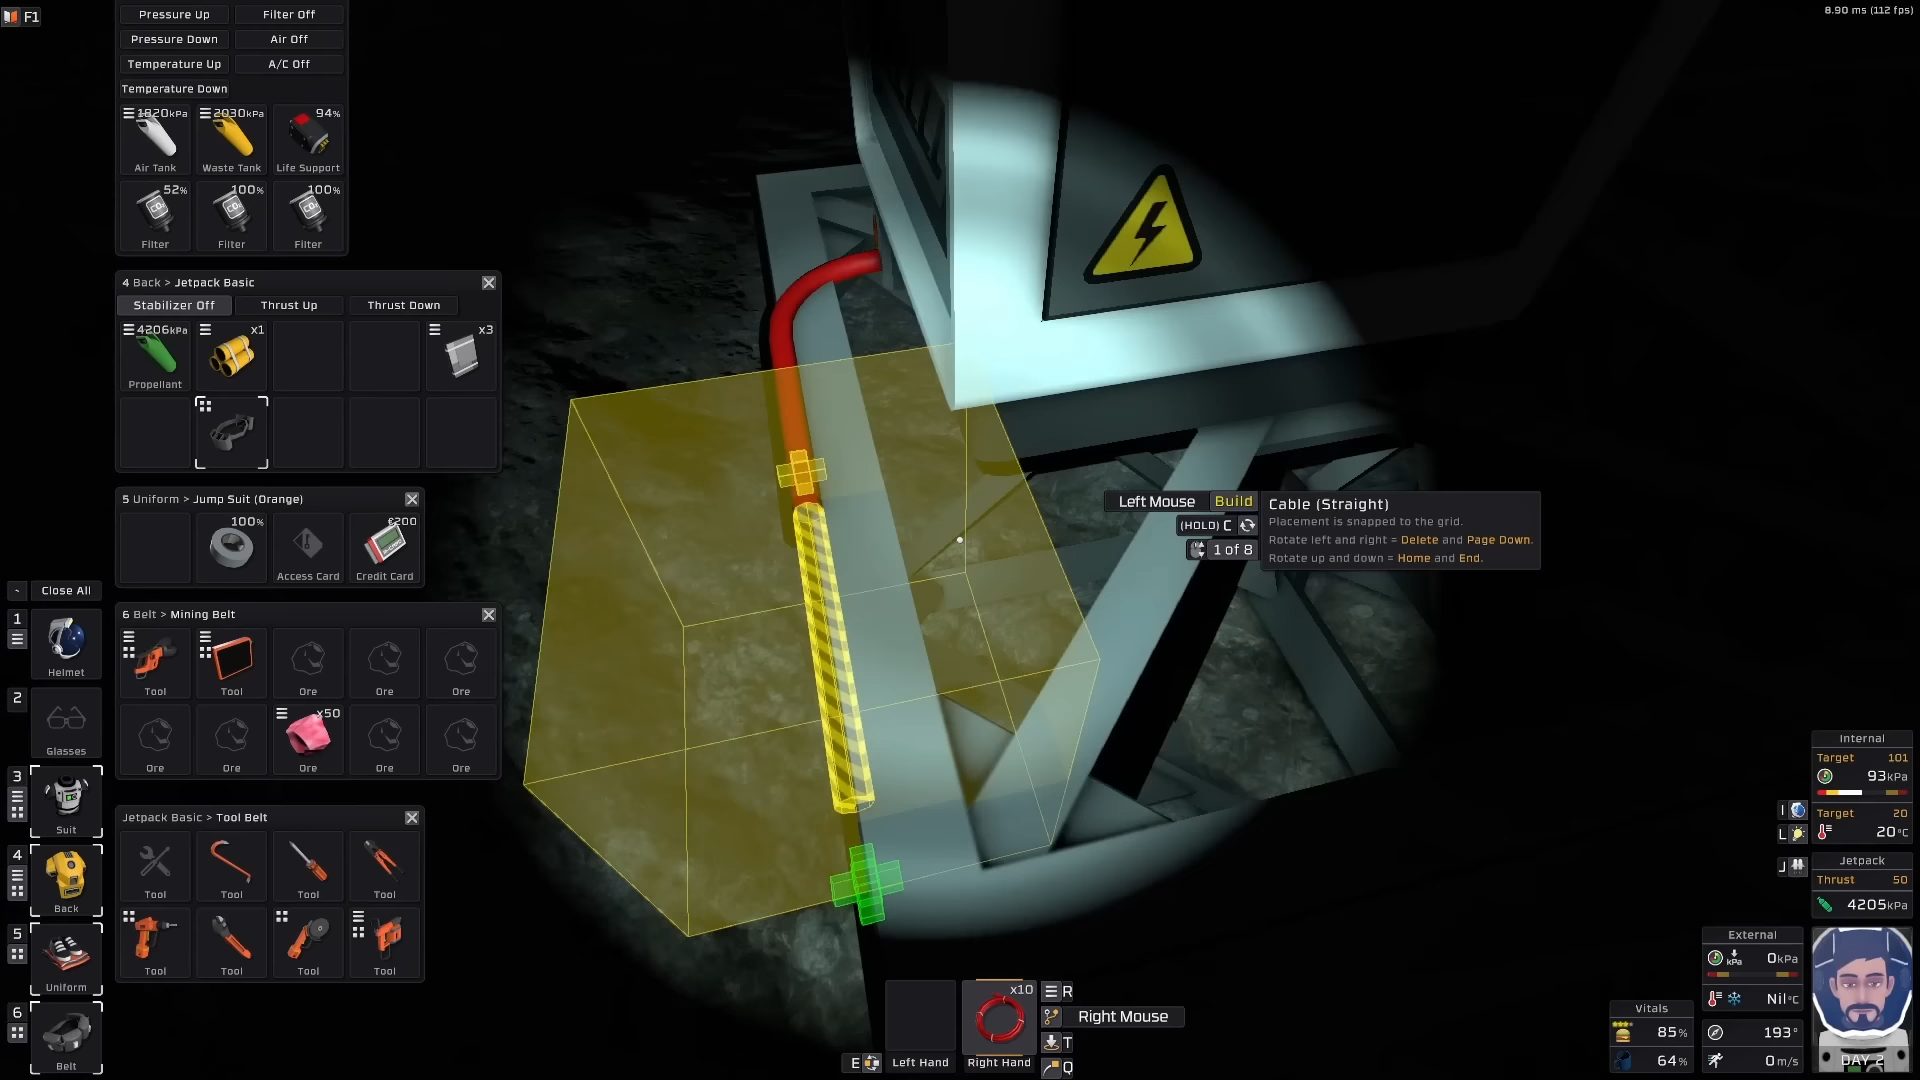 F1
8.90 ms (112 fps)
Pressure Up
Filter Off
Pressure Down
Air Off
Temperature Up
A/C Off
Temperature Down
1820kPa
2030kPa
94%
Air Tank
Waste Tank
Life Support
52%
100%
100%
CO₂
CO₂
CO₂
Filter
Filter
Filter
4 Back > Jetpack Basic
Stabilizer Off
Thrust Up
Thrust Down
4206kPa
x1
x3
Propellant
5 Uniform > Jump Suit (Orange)
100%
€200
Access Card
Credit Card
~
Close All
6 Belt > Mining Belt
Tool
Tool
Ore
Ore
Ore
x50
Ore
Ore
Ore
Ore
Ore
Jetpack Basic > Tool Belt
Tool
Tool
Tool
Tool
Tool
Tool
Tool
Tool
1
Helmet
2
Glasses
3
Suit
4
Back
5
Uniform
6
Belt
Left Mouse
Build
(HOLD) C
1 of 8
Cable (Straight)
Placement is snapped to the grid.
Rotate left and right = Delete and Page Down.
Rotate up and down = Home and End.
x10
R
Right Mouse
T
E
Left Hand
Right Hand
Q
Internal
Target 101
93kPa
I
Target 20
L
20°C
J
Jetpack
Thrust 50
4205kPa
External
kPa
0kPa
Nil°C
193°
0m/s
Vitals
85%
64%
DAY 2